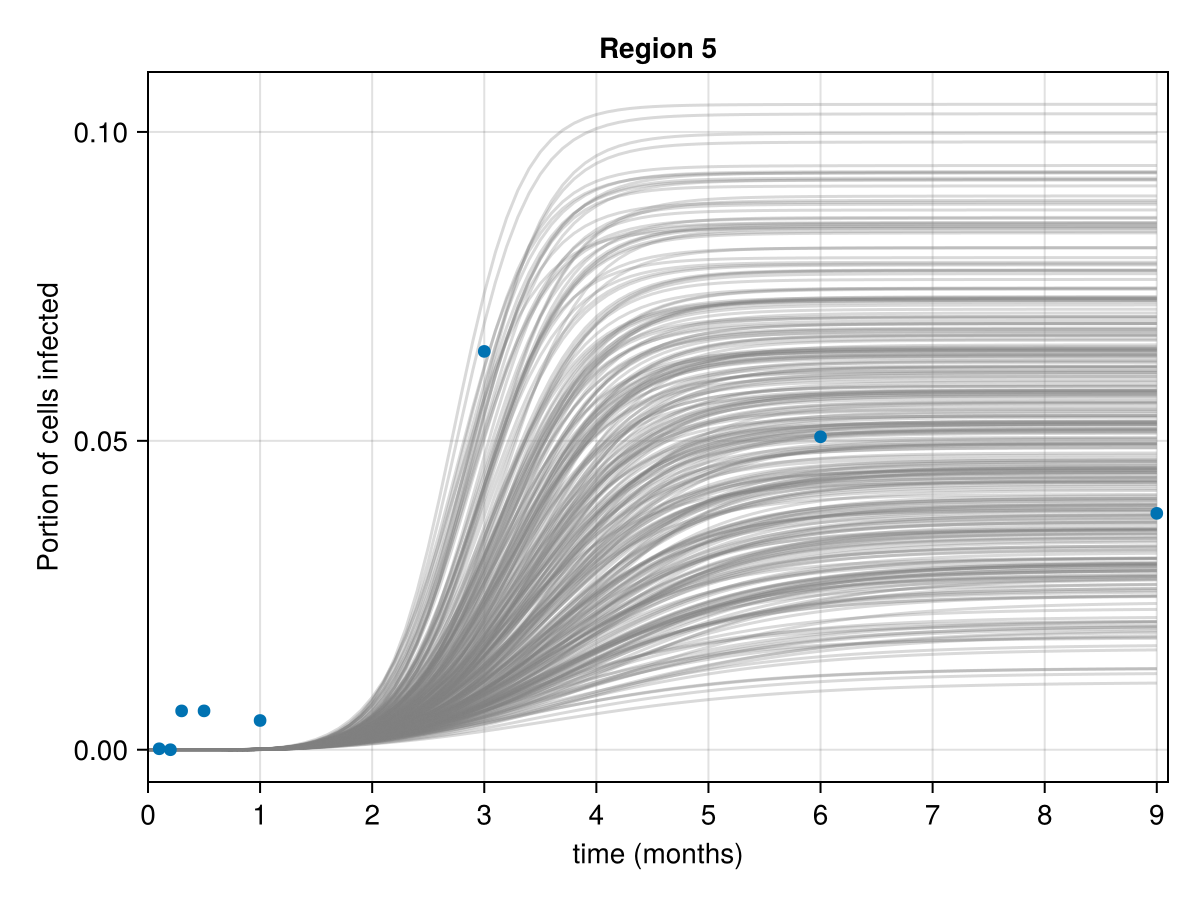 Region 5
Portion of cells infected
0.10
0.05
0.00
0 1 2 3 4 5 6 7 8 9
time (months)